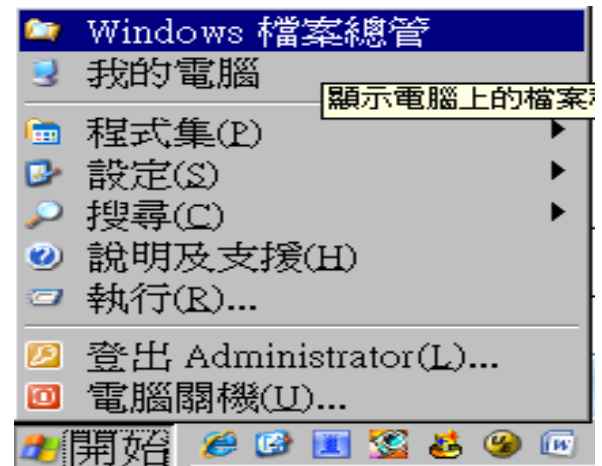 Windows 檔案總管
我的電腦
顯示電腦上的檔案
程式集(P)
設定(S)
搜尋(C)
說明及支援(H)
執行(R)...
登出 Administrator(L)...
電腦關機(U)...
開始